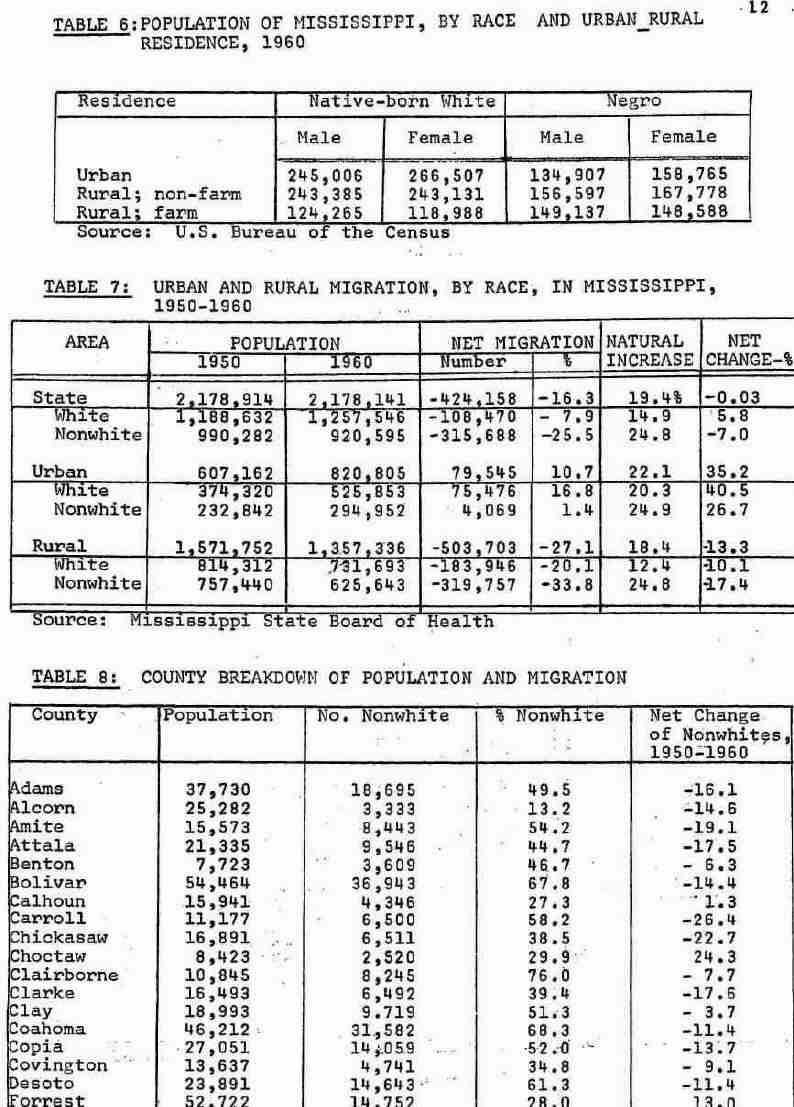 12
TABLE 6:POPULATION OF MISSISSIPPI, BY RACE AND URBAN_RURAL
RESIDENCE, 1960
Residence Native-born White Negro
Male Female Male Female
Urban 245,006 266,507 134,907 158,765
Rural; non-farm 243,385 243,131 156,597 167,778
Rural; farm 124,265 118,988 149,137 148,588
Source: U.S. Bureau of the Census
TABLE 7: URBAN AND RURAL MIGRATION, BY RACE, IN MISSISSIPPI,
1950-1960
AREA POPULATION NET MIGRATION NATURAL NET
1950 1960 Number % INCREASE CHANGE-%
State 2,178,914 2,178,141 -424,158 -16.3 19.4% -0.03
White 1,188,632 1,257,546 -108,470 - 7.9 14.9 5.8
Nonwhite 990,282 920,595 -315,688 -25.5 24.8 -7.0
Urban 607,162 820,805 79,545 10.7 22.1 35.2
White 374,320 525,853 75,476 16.8 20.3 40.5
Nonwhite 232,842 294,952 4,069 1.4 24.9 26.7
Rural 1,571,752 1,357,336 -503,703 -27.1 18.4 -13.3
White 814,312 731,693 -183,946 -20.1 12.4 -10.1
Nonwhite 757,440 625,643 -319,757 -33.8 24.8 -17.4
Source: Mississippi State Board of Health
TABLE 8: COUNTY BREAKDOWN OF POPULATION AND MIGRATION
County Population No. Nonwhite % Nonwhite Net Change
of Nonwhites,
1950-1960
Adams 37,730 18,695 49.5 -16.1
Alcorn 25,282 3,333 13.2 -14.6
Amite 15,573 8,443 54.2 -19.1
Attala 21,335 9,546 44.7 -17.5
Benton 7,723 3,609 46.7 - 6.3
Bolivar 54,464 36,943 67.8 -14.4
Calhoun 15,941 4,346 27.3 1.3
Carroll 11,177 6,500 58.2 -26.4
Chickasaw 16,891 6,511 38.5 -22.7
Choctaw 8,423 2,520 29.9 24.3
Clairborne 10,845 8,245 76.0 - 7.7
Clarke 16,493 6,492 39.4 -17.6
Clay 18,993 9.719 51.3 - 3.7
Coahoma 46,212 31,582 68.3 -11.4
Copia 27,051 14,059 52.0 -13.7
Covington 13,637 4,741 34.8 - 9.1
Desoto 23,891 14,643 61.3 -11.4
Forrest 52,722 14,752 28.0 13.0